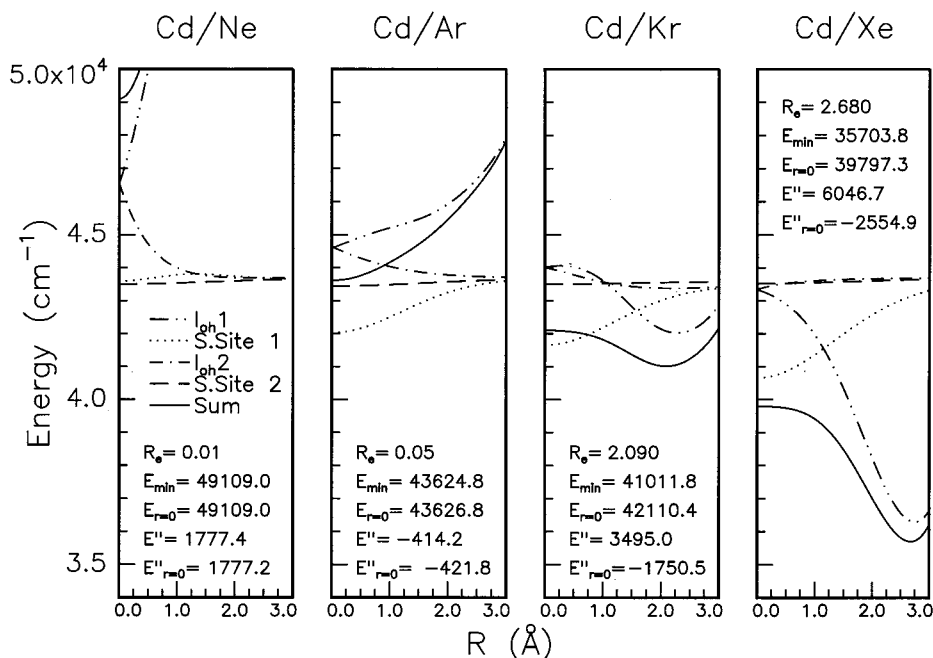 Cd/Ne Cd/Ar Cd/Kr Cd/Xe
5.0x10⁴
4.5
4.0
3.5
Energy (cm⁻¹)
I_oh1
S.Site 1
I_oh2
S.Site 2
Sum
R_e= 0.01
E_min= 49109.0
E_r=0= 49109.0
E"= 1777.4
E"_r=0= 1777.2
R_e= 0.05
E_min= 43624.8
E_r=0= 43626.8
E"= −414.2
E"_r=0= −421.8
R_e= 2.090
E_min= 41011.8
E_r=0= 42110.4
E"= 3495.0
E"_r=0=−1750.5
R_e= 2.680
E_min= 35703.8
E_r=0= 39797.3
E"= 6046.7
E"_r=0=−2554.9
0.0 1.0 2.0 3.0 0.0 1.0 2.0 3.0 0.0 1.0 2.0 3.0 0.0 1.0 2.0 3.0
R (Å)